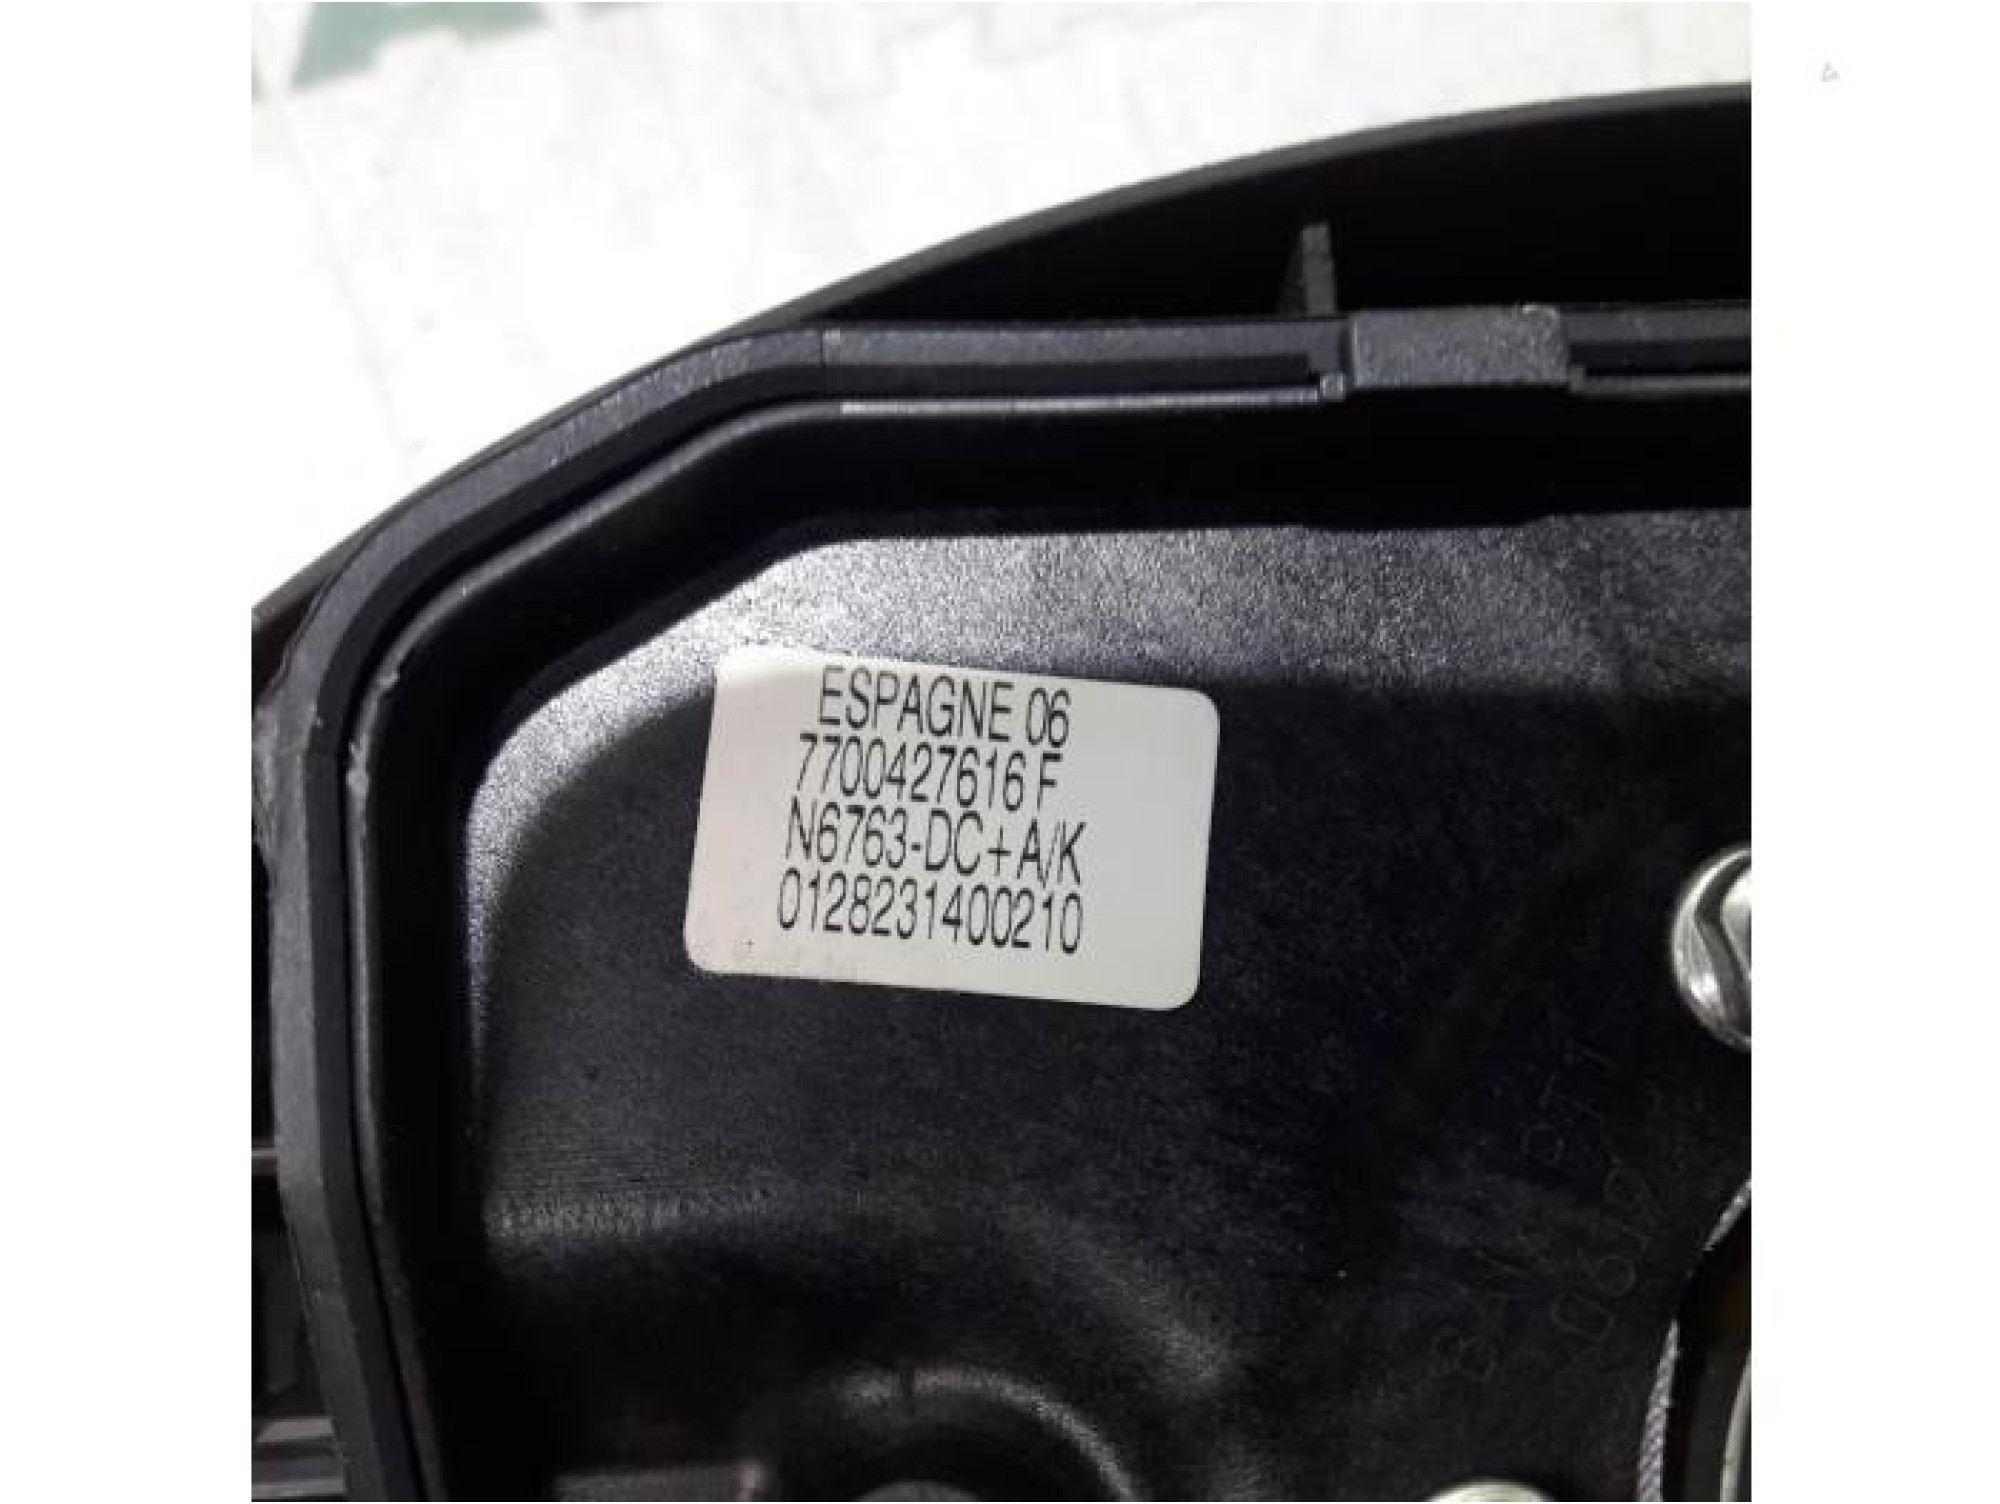 ESPAGNE 06
7700427616 F
N6763-DC+A/K
0128231400210